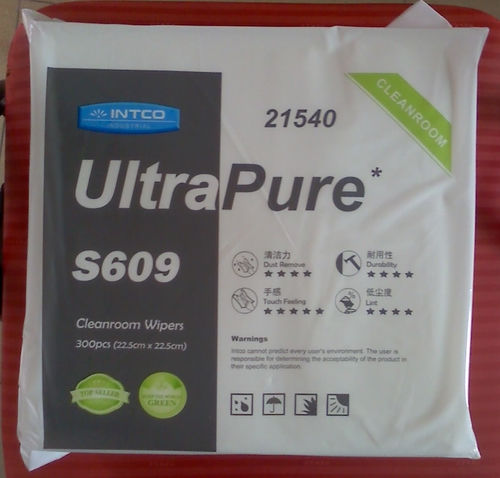 INTCO
INDUSTRIAL
21540
CLEANROOM
UltraPure*
S609
清洁力
Dust Remove
★★★★
耐用性
Durability
★★★★
手感
Touch Feeling
★★★★★
低尘度
Lint
★★★★
Cleanroom Wipers
300pcs (22.5cm x 22.5cm)
Warnings
Intco cannot predict every user's environment. The user is
responsible for determining the acceptability of the product in
their specific application.
TOP SELLER
GREEN